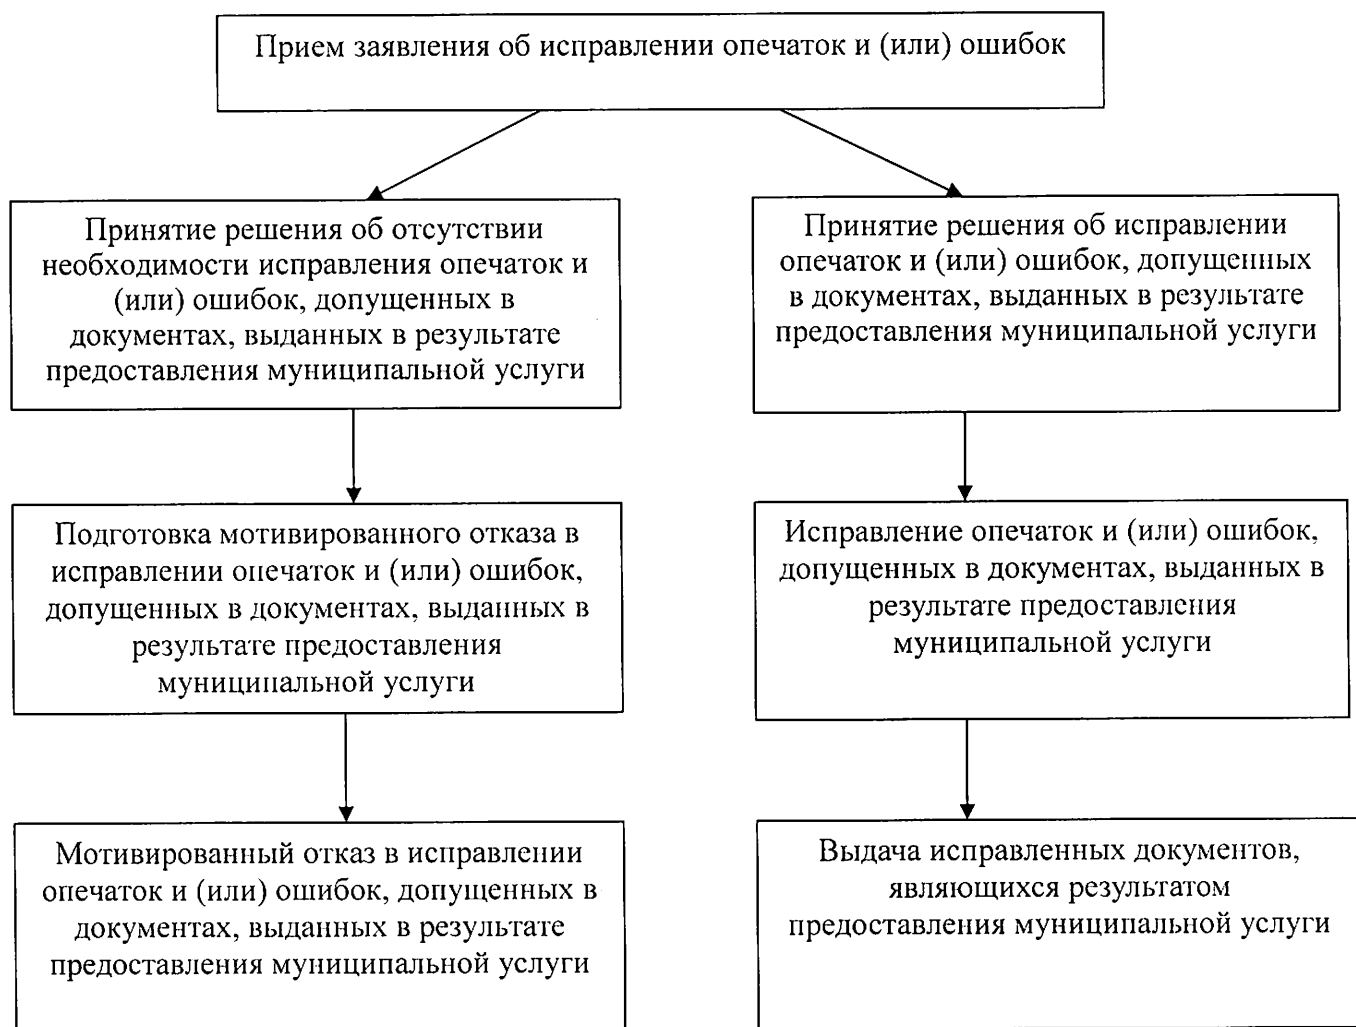 Прием заявления об исправлении опечаток и (или) ошибок
Принятие решения об отсутствии
необходимости исправления опечаток и
(или) ошибок, допущенных в
документах, выданных в результате
предоставления муниципальной услуги
Принятие решения об исправлении
опечаток и (или) ошибок, допущенных
в документах, выданных в результате
предоставления муниципальной услуги
Подготовка мотивированного отказа в
исправлении опечаток и (или) ошибок,
допущенных в документах, выданных в
результате предоставления
муниципальной услуги
Исправление опечаток и (или) ошибок,
допущенных в документах, выданных в
результате предоставления
муниципальной услуги
Мотивированный отказ в исправлении
опечаток и (или) ошибок, допущенных в
документах, выданных в результате
предоставления муниципальной услуги
Выдача исправленных документов,
являющихся результатом
предоставления муниципальной услуги